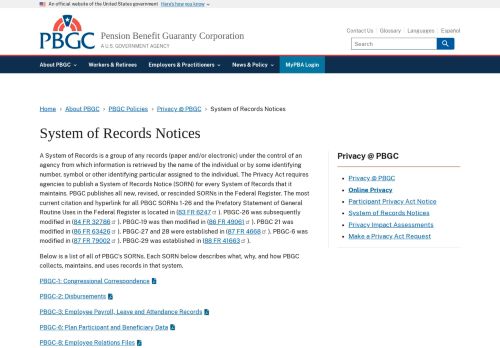 An official website of the United States government Here's how you know
Contact Us Glossary Languages Español
PBGC
Pension Benefit Guaranty Corporation
A U.S. GOVERNMENT AGENCY
Search
About PBGC Workers & Retirees Employers & Practitioners News & Policy MyPBA Login
Home > About PBGC > PBGC Policies > Privacy @ PBGC > System of Records Notices
System of Records Notices
A System of Records is a group of any records (paper and/or electronic) under the control of an
agency from which information is retrieved by the name of the individual or by some identifying
number, symbol or other identifying particular assigned to the individual. The Privacy Act requires
agencies to publish a System of Records Notice (SORN) for every System of Records that it
maintains. PBGC publishes all new, revised, or rescinded SORNs in the Federal Register. The most
current citation and hyperlink for all PBGC SORNs 1-26 and the Prefatory Statement of General
Routine Uses in the Federal Register is located in (83 FR 6247). PBGC-26 was subsequently
modified in (84 FR 32786). PBGC-19 was then modified in (86 FR 49061). PBGC 21 was
modified in (86 FR 63426). PBGC-27 and 28 were established in (87 FR 4668). PBGC-6 was
modified in (87 FR 79002). PBGC-29 was established in (88 FR 41663).
Below is a list of all of PBGC's SORNs. Each SORN below describes what, why, and how PBGC
collects, maintains, and uses records in that system.
PBGC-1: Congressional Correspondence
PBGC-2: Disbursements
PBGC-3: Employee Payroll, Leave and Attendance Records
PBGC-6: Plan Participant and Beneficiary Data
PBGC-8: Employee Relations Files
Privacy @ PBGC
Privacy @ PBGC
Online Privacy
Participant Privacy Act Notice
System of Records Notices
Privacy Impact Assessments
Make a Privacy Act Request